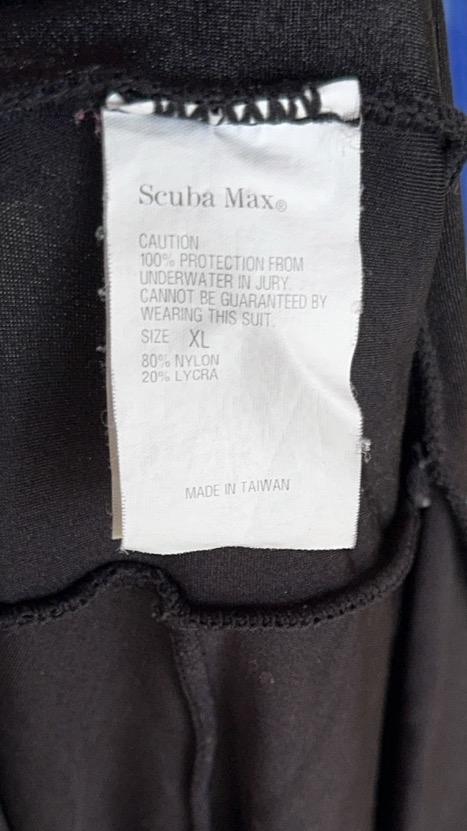 Scuba Max®
CAUTION
100% PROTECTION FROM
UNDERWATER IN JURY.
CANNOT BE GUARANTEED BY
WEARING THIS SUIT.
SIZE XL
80% NYLON
20% LYCRA
MADE IN TAIWAN